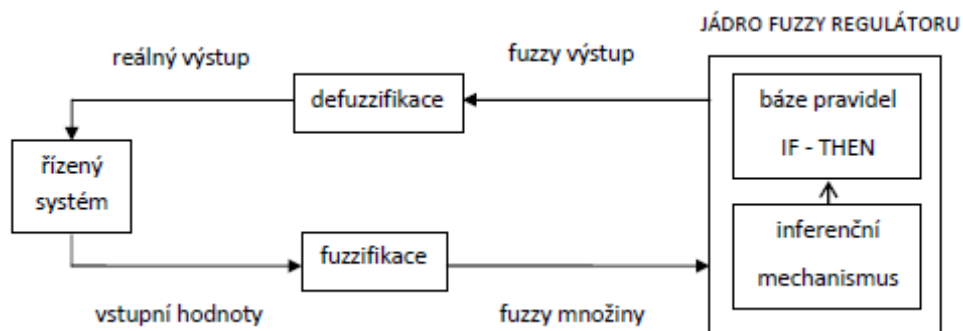 JÁDRO FUZZY REGULÁTORU
reálný výstup
fuzzy výstup
defuzzifikace
báze pravidel
IF - THEN
řízený
systém
inferenční
mechanismus
fuzzifikace
vstupní hodnoty
fuzzy množiny